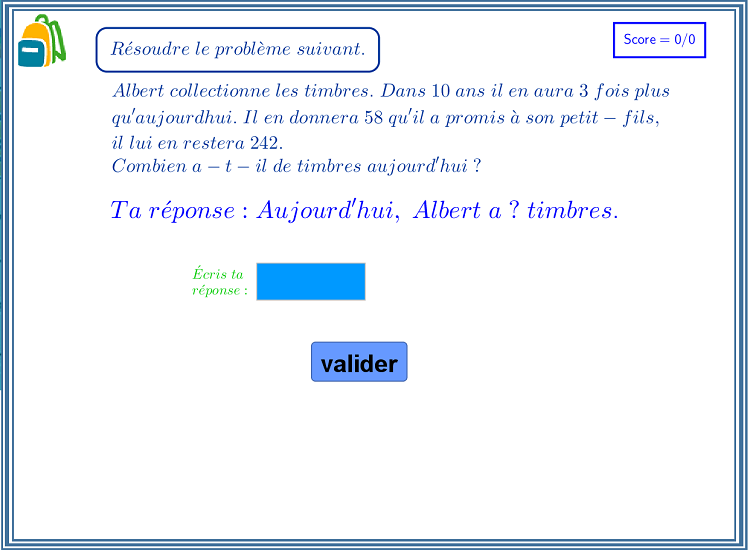 Résoudre le problème suivant.
Score = 0/0
Albert collectionne les timbres. Dans 10 ans il en aura 3 fois plus
qu'aujourdhui. Il en donnera 58 qu'il a promis à son petit − fils,
il lui en restera 242.
Combien a − t − il de timbres aujourd'hui ?
Ta réponse : Aujourd'hui, Albert a ? timbres.
Écris ta
réponse :
valider